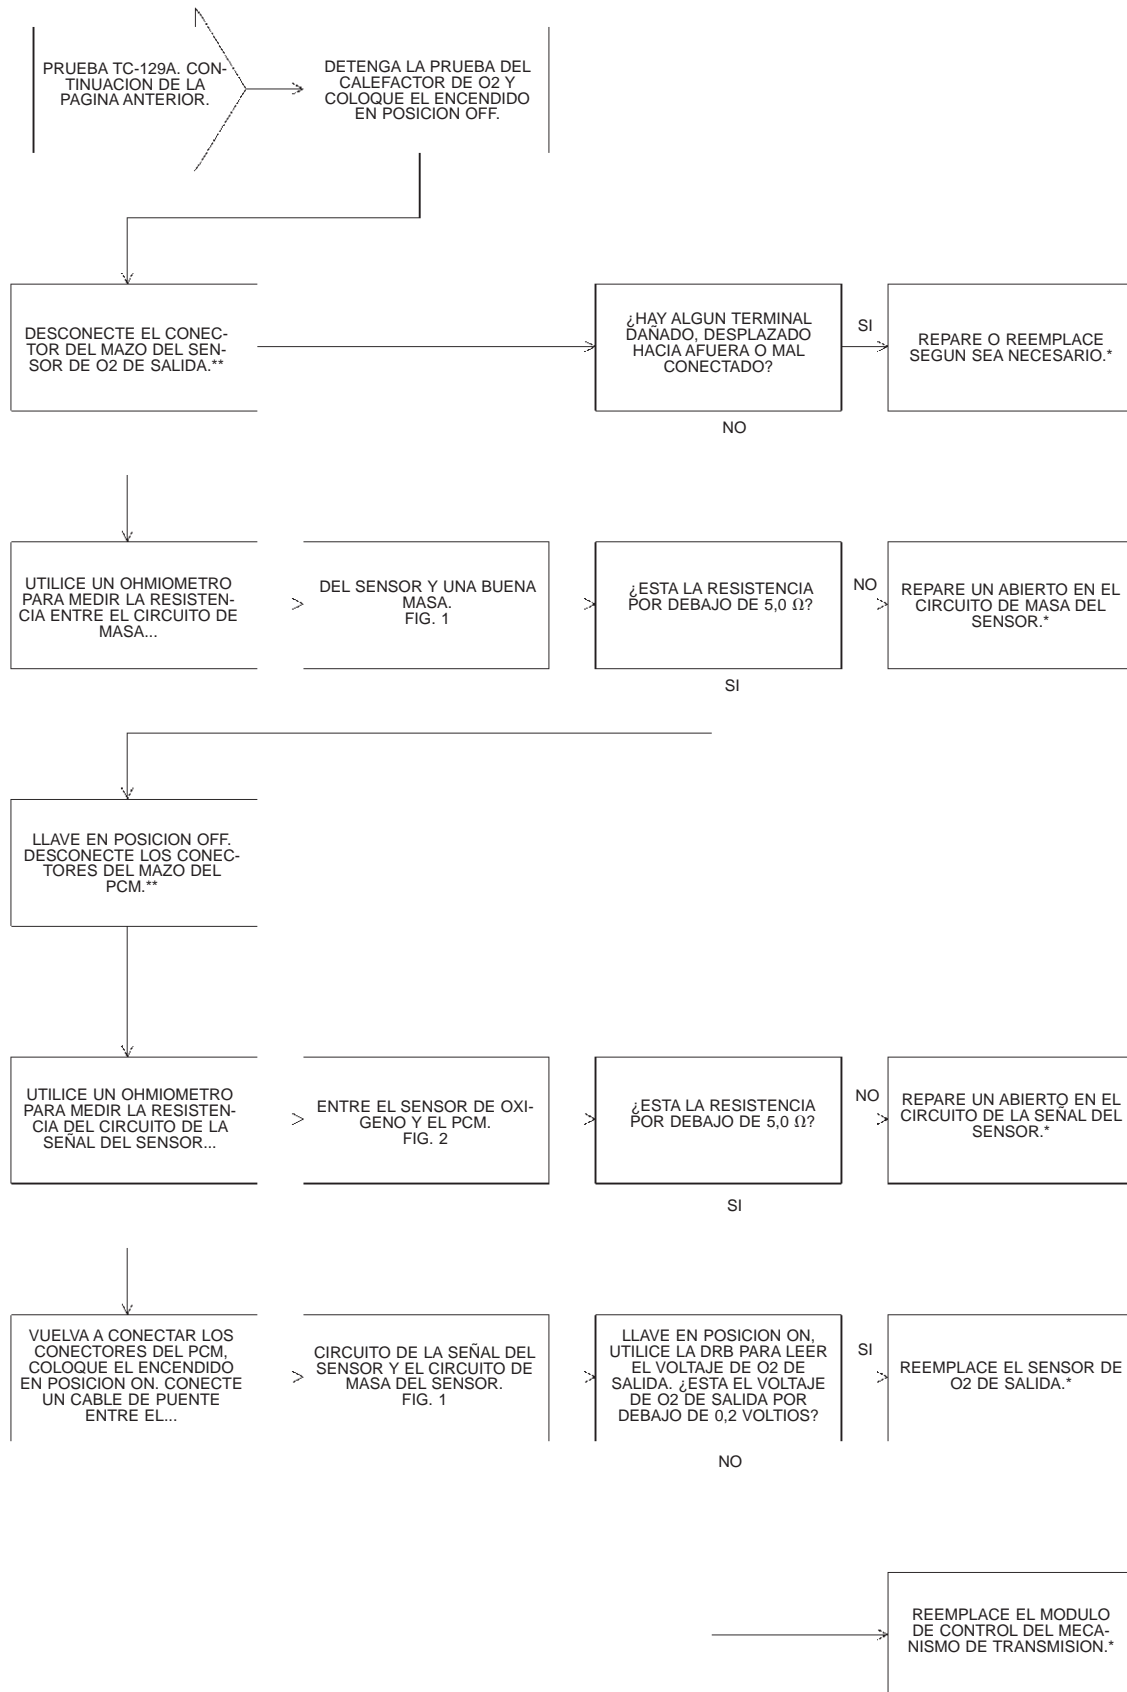 PRUEBA TC-129A. CON-
TINUACION DE LA
PAGINA ANTERIOR.
DETENGA LA PRUEBA DEL
CALEFACTOR DE O2 Y
COLOQUE EL ENCENDIDO
EN POSICION OFF.
DESCONECTE EL CONEC-
TOR DEL MAZO DEL SEN-
SOR DE O2 DE SALIDA.**
¿HAY ALGUN TERMINAL
DAÑADO, DESPLAZADO
HACIA AFUERA O MAL
CONECTADO?
SI
REPARE O REEMPLACE
SEGUN SEA NECESARIO.*
NO
UTILICE UN OHMIOMETRO
PARA MEDIR LA RESISTEN-
CIA ENTRE EL CIRCUITO DE
MASA...
DEL SENSOR Y UNA BUENA
MASA.
FIG. 1
¿ESTA LA RESISTENCIA
POR DEBAJO DE 5,0 Ω?
NO
REPARE UN ABIERTO EN EL
CIRCUITO DE MASA DEL
SENSOR.*
SI
LLAVE EN POSICION OFF.
DESCONECTE LOS CONEC-
TORES DEL MAZO DEL
PCM.**
UTILICE UN OHMIOMETRO
PARA MEDIR LA RESISTEN-
CIA DEL CIRCUITO DE LA
SEÑAL DEL SENSOR...
ENTRE EL SENSOR DE OXI-
GENO Y EL PCM.
FIG. 2
¿ESTA LA RESISTENCIA
POR DEBAJO DE 5,0 Ω?
NO
REPARE UN ABIERTO EN EL
CIRCUITO DE LA SEÑAL DEL
SENSOR.*
SI
VUELVA A CONECTAR LOS
CONECTORES DEL PCM,
COLOQUE EL ENCENDIDO
EN POSICION ON. CONECTE
UN CABLE DE PUENTE
ENTRE EL...
CIRCUITO DE LA SEÑAL DEL
SENSOR Y EL CIRCUITO DE
MASA DEL SENSOR.
FIG. 1
LLAVE EN POSICION ON,
UTILICE LA DRB PARA LEER
EL VOLTAJE DE O2 DE
SALIDA. ¿ESTA EL VOLTAJE
DE O2 DE SALIDA POR
DEBAJO DE 0,2 VOLTIOS?
SI
REEMPLACE EL SENSOR DE
O2 DE SALIDA.*
NO
REEMPLACE EL MODULO
DE CONTROL DEL MECA-
NISMO DE TRANSMISION.*